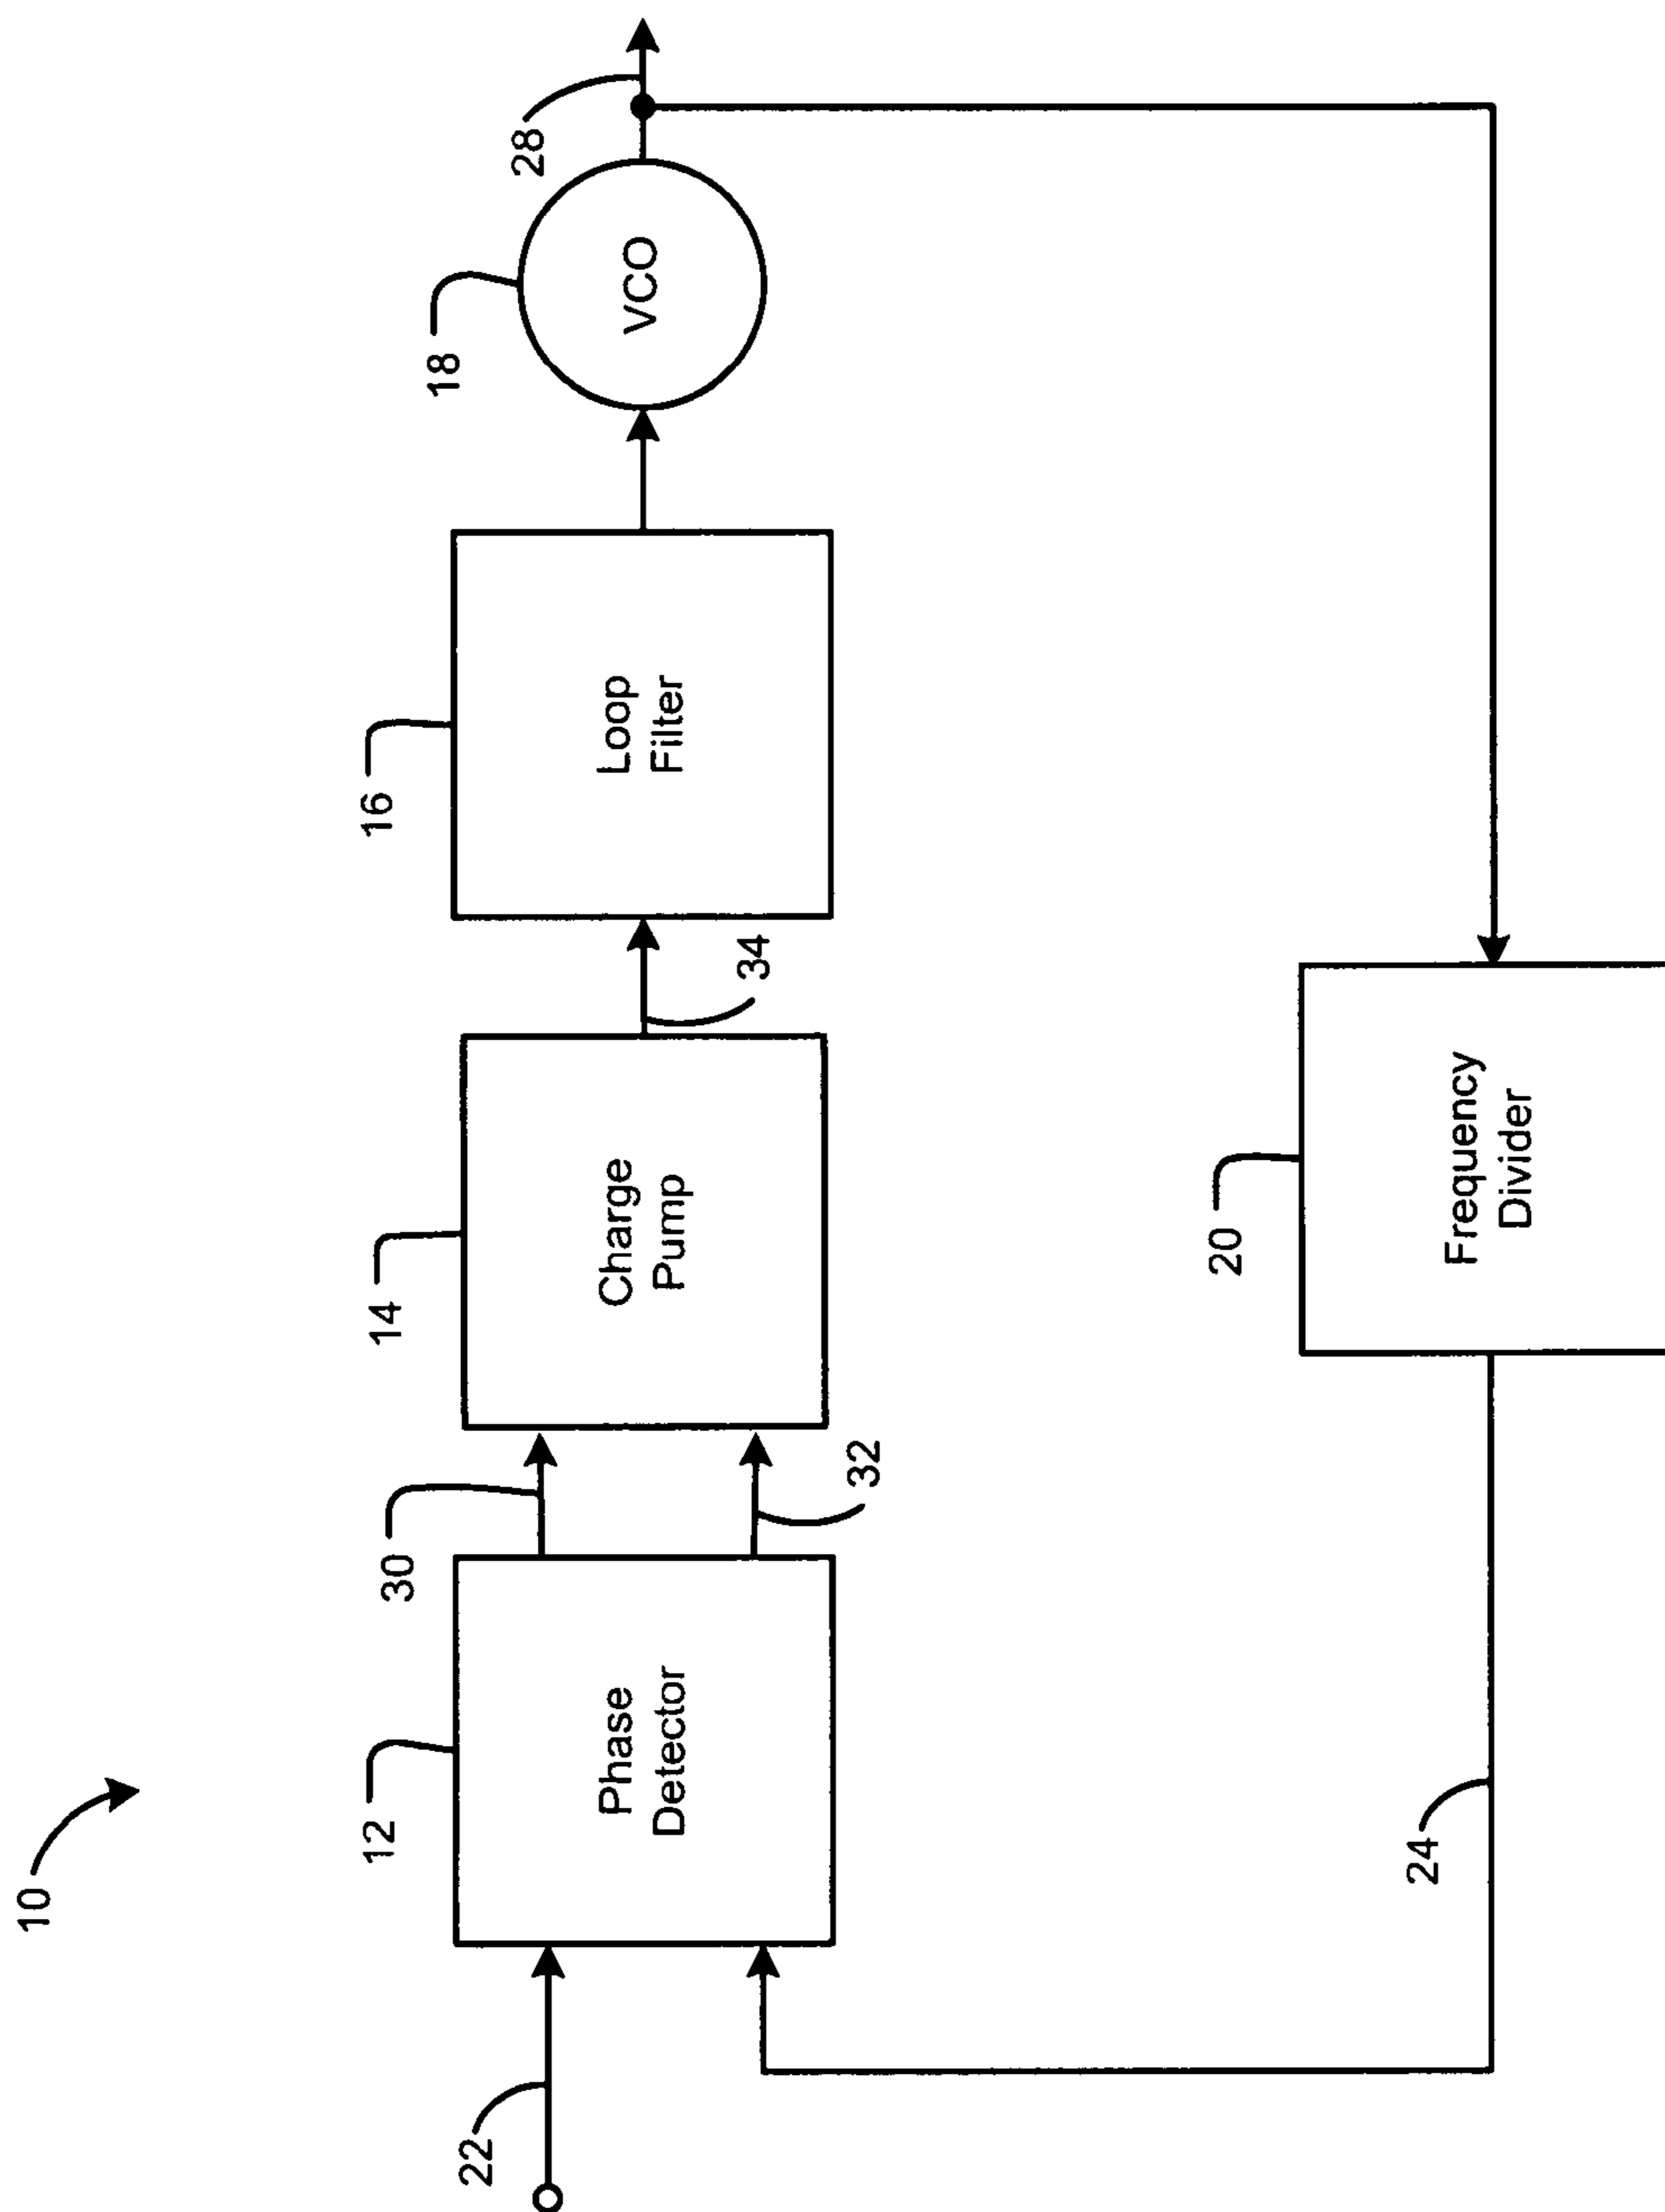 10
12
Phase
Detector
22
30
32
14
Charge
Pump
34
16
Loop
Filter
18
VCO
28
20
Frequency
Divider
24